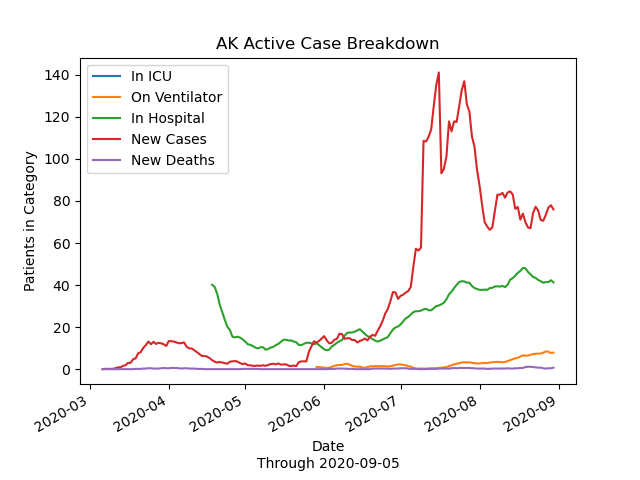 AK Active Case Breakdown
In ICU
On Ventilator
In Hospital
New Cases
New Deaths
Patients in Category
140
120
100
80
60
40
20
0
2020-03
2020-04
2020-05
2020-06
2020-07
2020-08
2020-09
Date
Through 2020-09-05